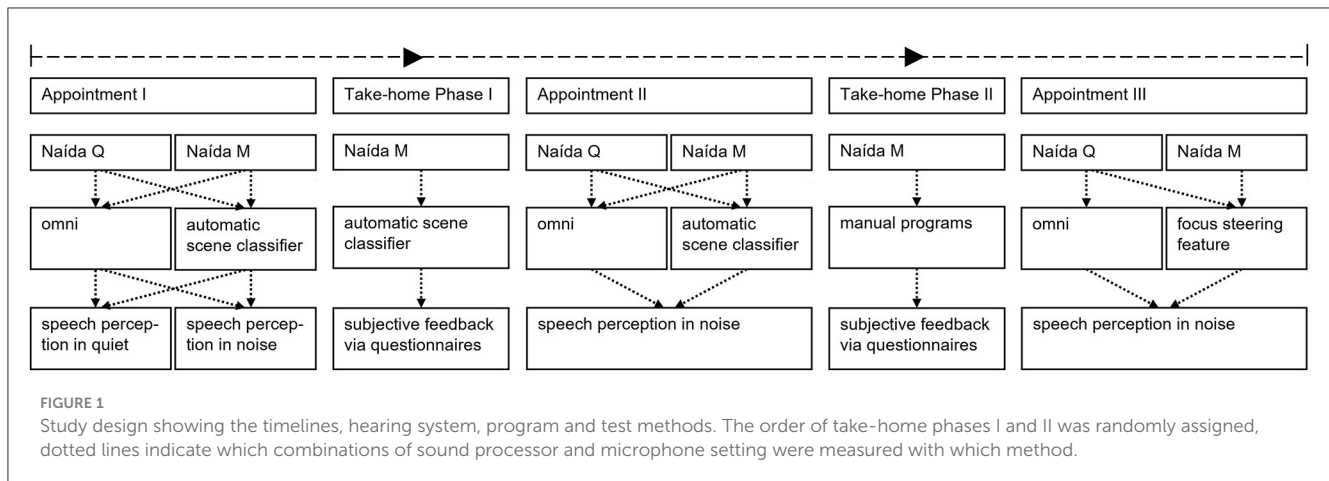 Appointment I
Take-home Phase I
Appointment II
Take-home Phase II
Appointment III
Naída Q
Naída M
Naída M
Naída Q
Naída M
Naída M
Naída Q
Naída M
omni
automatic
scene classifier
automatic scene
classifier
omni
automatic
scene classifier
manual programs
omni
focus steering
feature
speech percep-
tion in quiet
speech percep-
tion in noise
subjective feedback
via questionnaires
speech perception in noise
subjective feedback
via questionnaires
speech perception in noise
FIGURE 1
Study design showing the timelines, hearing system, program and test methods. The order of take-home phases I and II was randomly assigned,
dotted lines indicate which combinations of sound processor and microphone setting were measured with which method.